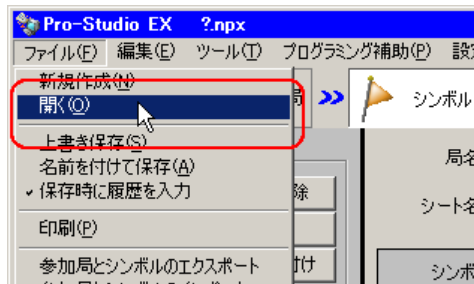 Pro-Studio EX ?.npx
ファイル(F) 編集(E) ツール(T) プログラミング補助(P) 設
新規作成(N)
開く(O)
上書き保存(S)
名前を付けて保存(A)
保存時に履歴を入力
印刷(P)
参加局とシンボルのエクスポート
局
»
シンボル
局名
シート名
除
付け
シンボ